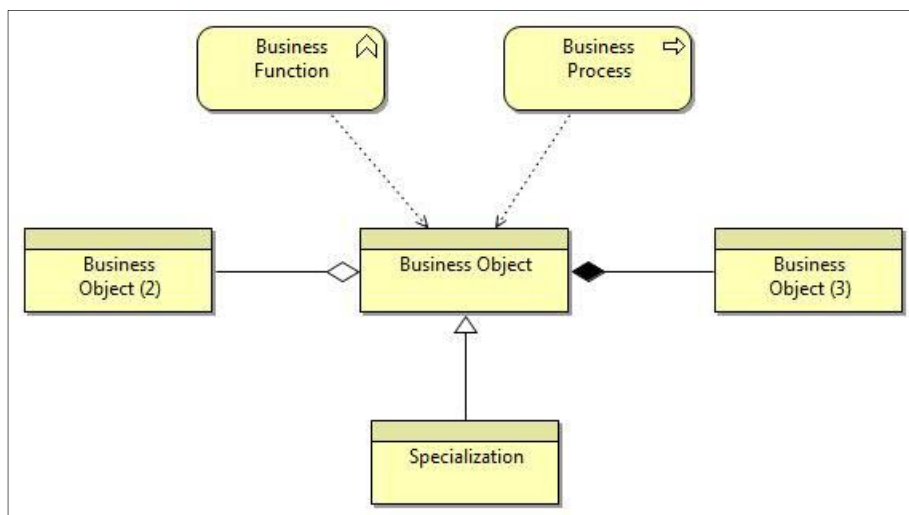 Business
Function
Business
Process
Business
Object (2)
Business Object
Business
Object (3)
Specialization